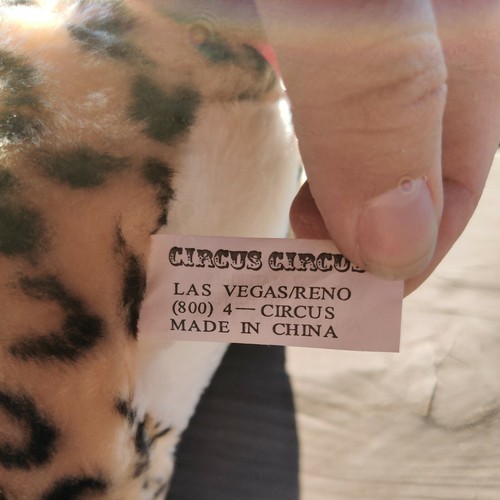 CIRCUS CIRCUS
LAS VEGAS/RENO
(800) 4—CIRCUS
MADE IN CHINA